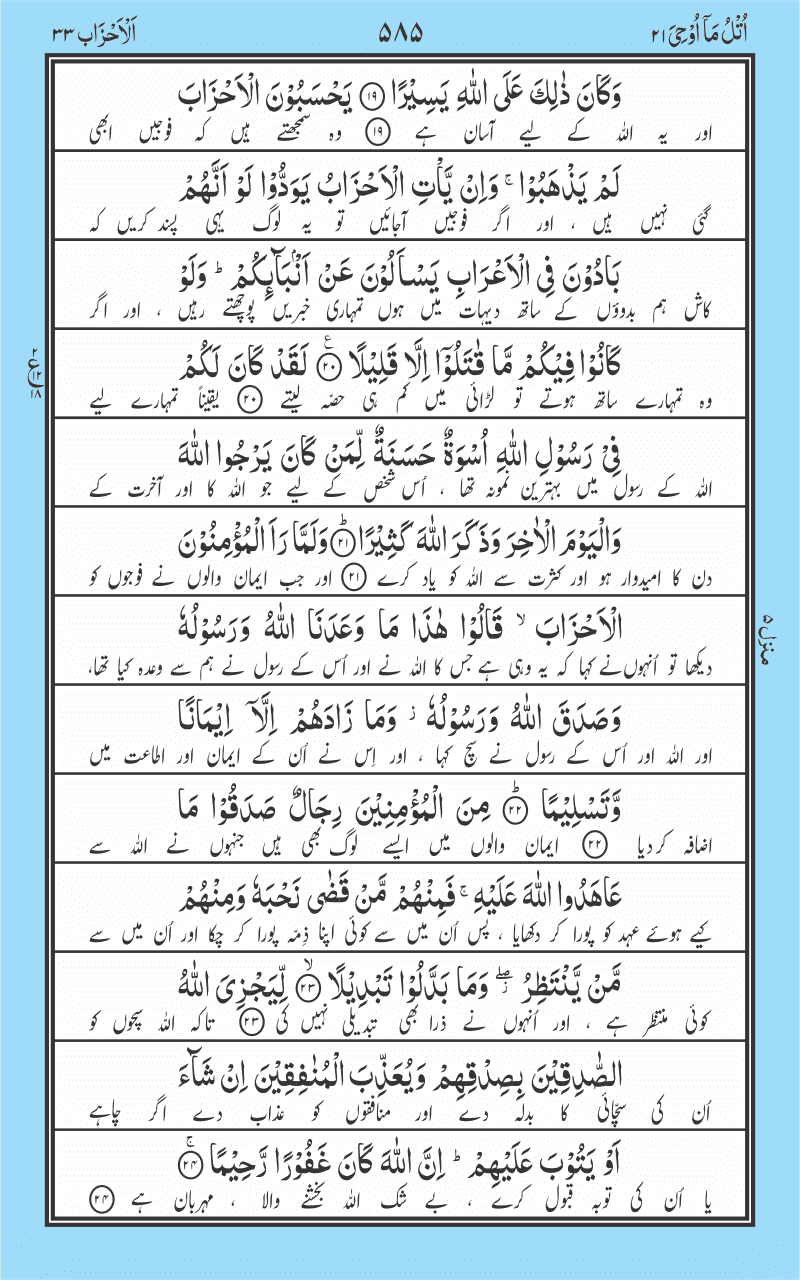 اُتْلُ مَاۤ اُوْحِیَ ۲۱
۵۸۵
اَلْاَحْزَاب ۳۳
وَكَانَ ذٰلِكَ عَلَى اللّٰهِ یَسِیْرًا ۝۱۹ یَحْسَبُوْنَ الْاَحْزَابَ
اور یہ اللہ کے لیے آسان ہے ۝۱۹ وہ سمجھتے ہیں کہ فوجیں ابھی
لَمْ یَذْهَبُوْا ۚ وَاِنْ یَّاْتِ الْاَحْزَابُ یَوَدُّوْا لَوْ اَنَّهُمْ
گئی نہیں ہیں ، اور اگر فوجیں آجائیں تو یہ لوگ یہی پسند کریں کہ
بَادُوْنَ فِی الْاَعْرَابِ یَسْاَلُوْنَ عَنْ اَنْۢبَآىِٕكُمْ ؕ وَلَوْ
کاش ہم بدوؤں کے ساتھ دیہات میں ہوں تمہاری خبریں پوچھتے رہیں ، اور اگر
كَانُوْا فِیْكُمْ مَّا قٰتَلُوْۤا اِلَّا قَلِیْلًا ۝۲۰ ع لَقَدْ كَانَ لَكُمْ
وہ تمہارے ساتھ ہوتے تو لڑائی میں کم ہی حصّہ لیتے ۝۲۰ یقیناً تمہارے لیے
۲ ع ۱۲ ۱۸
فِیْ رَسُوْلِ اللّٰهِ اُسْوَةٌ حَسَنَةٌ لِّمَنْ كَانَ یَرْجُوا اللّٰهَ
اللہ کے رسول میں بہترین نمونہ تھا ، اُس شخص کے لیے جو اللہ کا اور آخرت کے
وَالْیَوْمَ الْاٰخِرَ وَذَكَرَ اللّٰهَ كَثِیْرًا ۝۲۱ؕ وَلَمَّا رَاَ الْمُؤْمِنُوْنَ
دن کا امیدوار ہو اور کثرت سے اللہ کو یاد کرے ۝۲۱ اور جب ایمان والوں نے فوجوں کو
الْاَحْزَابَ ۙ قَالُوْا هٰذَا مَا وَعَدَنَا اللّٰهُ وَرَسُوْلُهٗ
دیکھا تو اُنہوں نے کہا کہ یہ وہی ہے جس کا اللہ نے اور اُس کے رسول نے ہم سے وعدہ کیا تھا،
منزل ۵
وَصَدَقَ اللّٰهُ وَرَسُوْلُهٗ ؗ وَمَا زَادَهُمْ اِلَّاۤ اِیْمَانًا
اور اللہ اور اُس کے رسول نے سچ کہا ، اور اِس نے اُن کے ایمان اور اطاعت میں
وَّتَسْلِیْمًا ۝۲۲ؕ مِنَ الْمُؤْمِنِیْنَ رِجَالٌ صَدَقُوْا مَا
اضافہ کر دیا ۝۲۲ ایمان والوں میں ایسے لوگ بھی ہیں جنہوں نے اللہ سے
عَاهَدُوا اللّٰهَ عَلَیْهِ ۚ فَمِنْهُمْ مَّنْ قَضٰی نَحْبَهٗ وَمِنْهُمْ
کیے ہوئے عہد کو پورا کر دکھایا ، پس اُن میں سے کوئی اپنا ذِمّہ پورا کر چکا اور اُن میں سے
مَّنْ یَّنْتَظِرُ ۖؗ وَمَا بَدَّلُوْا تَبْدِیْلًا ۝۲۳ۙ لِّیَجْزِیَ اللّٰهُ
کوئی منتظر ہے ، اور اُنہوں نے ذرا بھی تبدیلی نہیں کی ۝۲۳ تاکہ اللہ سچوں کو
الصّٰدِقِیْنَ بِصِدْقِهِمْ وَیُعَذِّبَ الْمُنٰفِقِیْنَ اِنْ شَآءَ
اُن کی سچّائی کا بدلہ دے اور منافقوں کو عذاب دے اگر چاہے
اَوْ یَتُوْبَ عَلَیْهِمْ ؕ اِنَّ اللّٰهَ كَانَ غَفُوْرًا رَّحِیْمًا ۝۲۴ۚ
یا اُن کی توبہ قبول کرے ، بے شک اللہ بخشنے والا ، مہربان ہے ۝۲۴